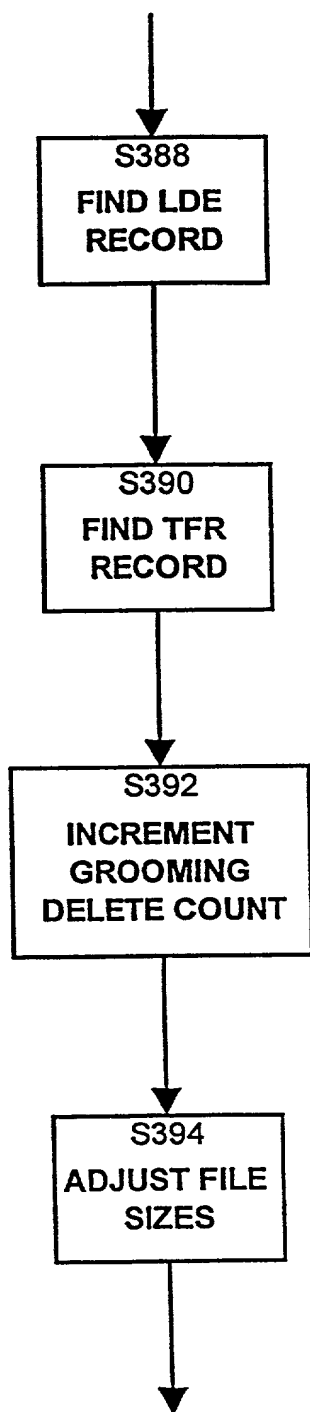 S388
FIND LDE
RECORD
S390
FIND TFR
RECORD
S392
INCREMENT
GROOMING
DELETE COUNT
S394
ADJUST FILE
SIZES